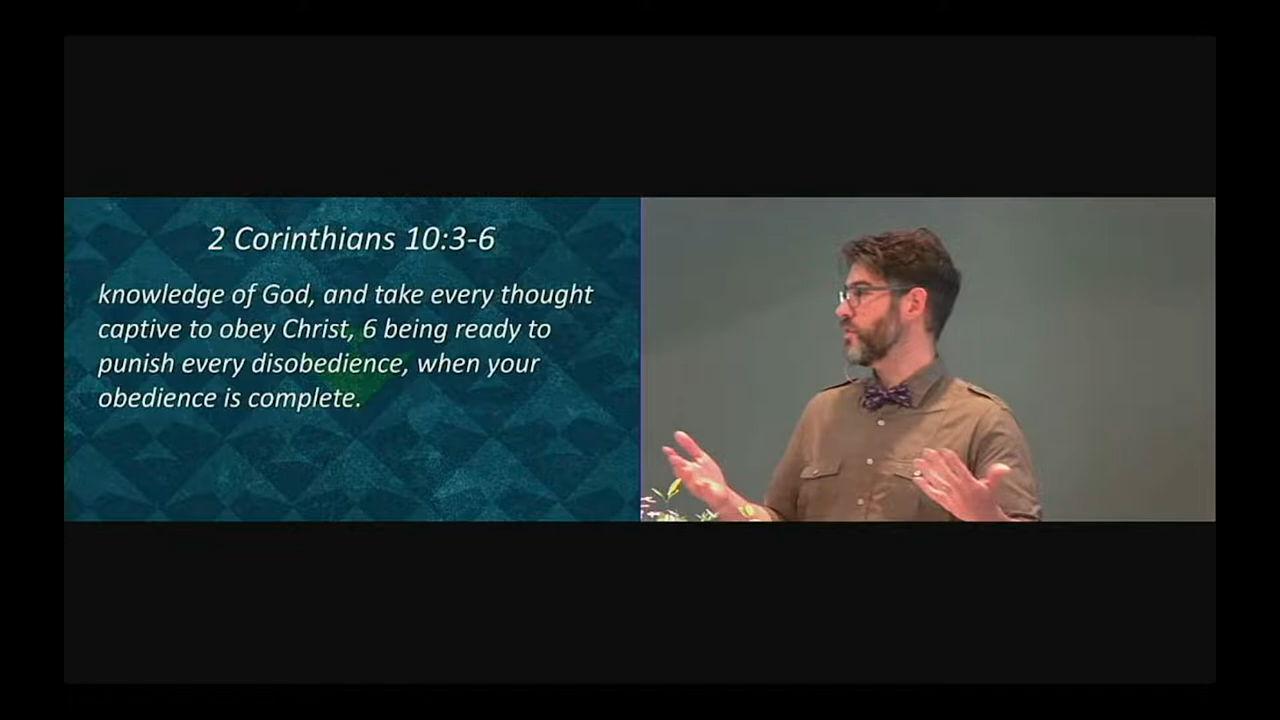 2 Corinthians 10:3-6
knowledge of God, and take every thought
captive to obey Christ, 6 being ready to
punish every disobedience, when your
obedience is complete.